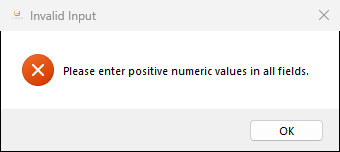 Invalid Input
Please enter positive numeric values in all fields.
OK